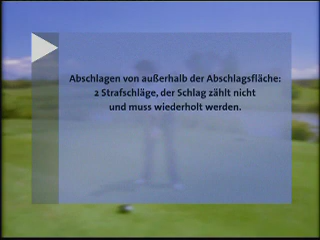 Abschlagen von außerhalb der Abschlagsfläche:
2 Strafschläge, der Schlag zählt nicht
und muss wiederholt werden.